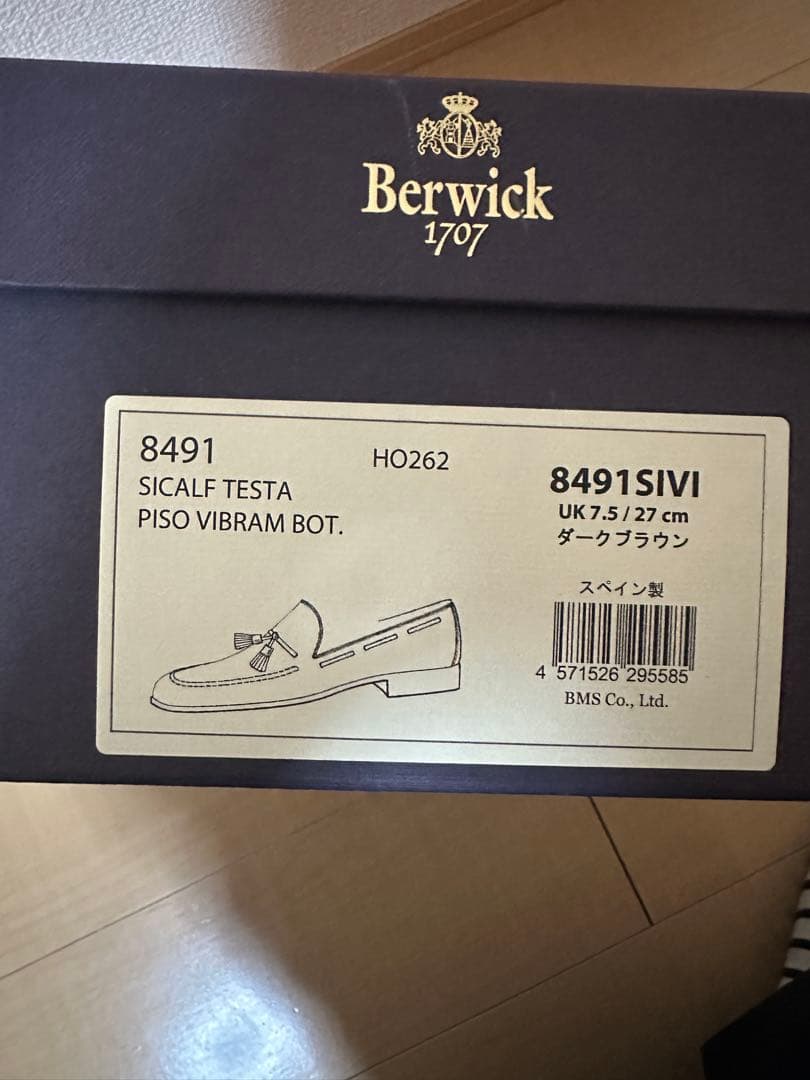 Berwick
1707
8491
HO262
SICALF TESTA
PISO VIBRAM BOT.
8491SIVI
UK 7.5 / 27 cm
ダークブラウン
スペイン製
4 571526 295585
BMS Co., Ltd.